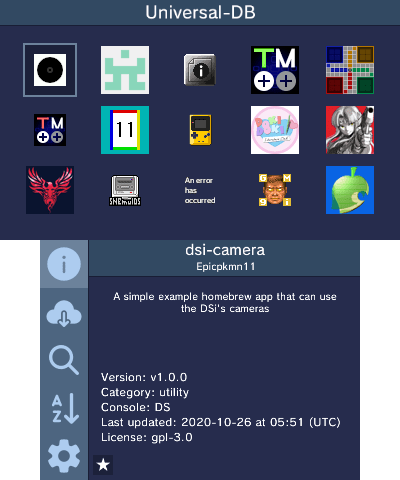 Universal-DB
TM
11
TM
An error
has
occurred
SNEmulDS
G M
9 i
dsi-camera
Epicpkmn11
A simple example homebrew app that can use
the DSi's cameras
Version: v1.0.0
Category: utility
Console: DS
Last updated: 2020-10-26 at 05:51 (UTC)
License: gpl-3.0
A
Z